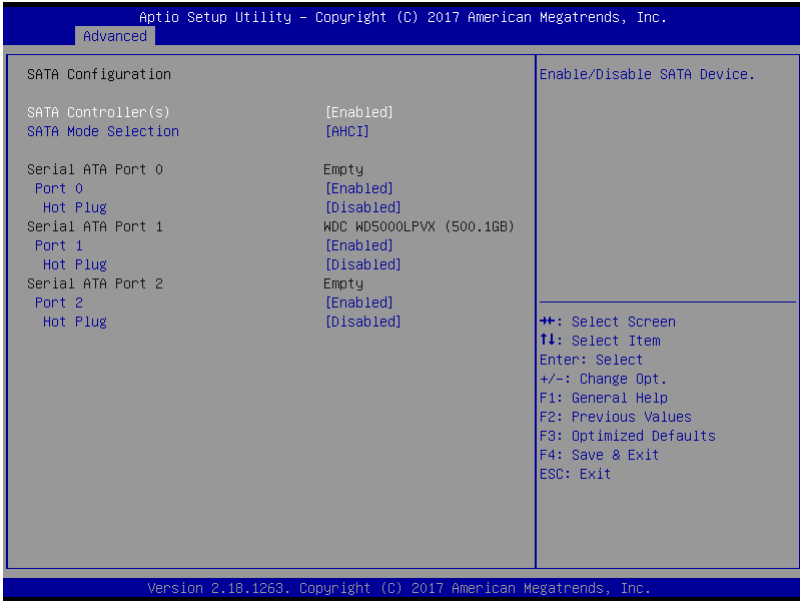 Aptio Setup Utility – Copyright (C) 2017 American Megatrends, Inc.
Advanced
SATA Configuration
SATA Controller(s) [Enabled]
SATA Mode Selection [AHCI]
Serial ATA Port 0 Empty
Port 0 [Enabled]
Hot Plug [Disabled]
Serial ATA Port 1 WDC WD5000LPVX (500.1GB)
Port 1 [Enabled]
Hot Plug [Disabled]
Serial ATA Port 2 Empty
Port 2 [Enabled]
Hot Plug [Disabled]
Enable/Disable SATA Device.
→←: Select Screen
↑↓: Select Item
Enter: Select
+/-: Change Opt.
F1: General Help
F2: Previous Values
F3: Optimized Defaults
F4: Save & Exit
ESC: Exit
Version 2.18.1263. Copyright (C) 2017 American Megatrends, Inc.